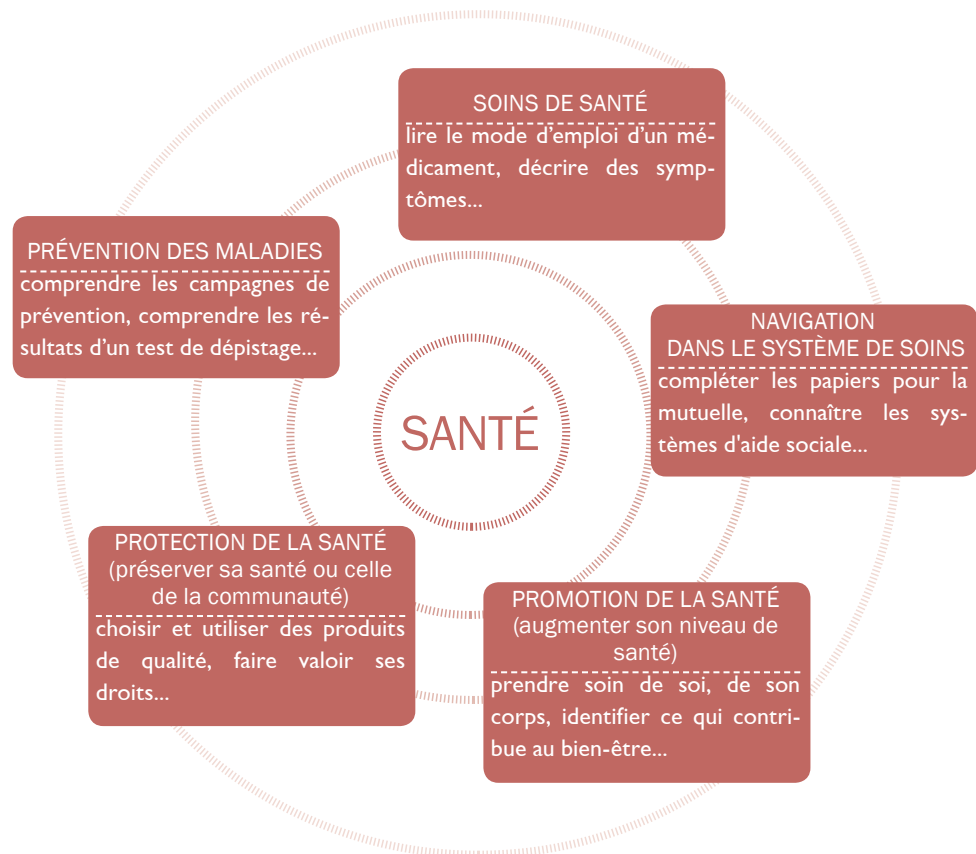 SOINS DE SANTÉ
lire le mode d’emploi d’un mé-
dicament, décrire des symp-
tômes...
PRÉVENTION DES MALADIES
comprendre les campagnes de
prévention, comprendre les ré-
sultats d’un test de dépistage...
NAVIGATION
DANS LE SYSTÈME DE SOINS
compléter les papiers pour la
mutuelle, connaître les sys-
tèmes d'aide sociale...
SANTÉ
PROTECTION DE LA SANTÉ
(préserver sa santé ou celle
de la communauté)
choisir et utiliser des produits
de qualité, faire valoir ses
droits...
PROMOTION DE LA SANTÉ
(augmenter son niveau de
santé)
prendre soin de soi, de son
corps, identifier ce qui contri-
bue au bien-être...